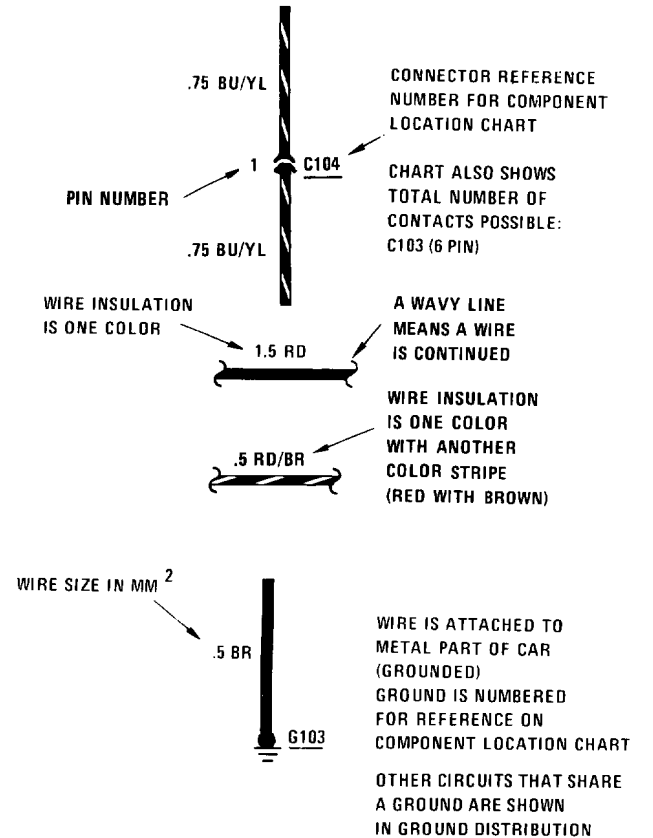 .75 BU/YL
CONNECTOR REFERENCE
NUMBER FOR COMPONENT
LOCATION CHART
1 C104
PIN NUMBER
CHART ALSO SHOWS
TOTAL NUMBER OF
CONTACTS POSSIBLE:
C103 (6 PIN)
.75 BU/YL
WIRE INSULATION
IS ONE COLOR
1.5 RD
A WAVY LINE
MEANS A WIRE
IS CONTINUED
WIRE INSULATION
IS ONE COLOR
WITH ANOTHER
COLOR STRIPE
(RED WITH BROWN)
.5 RD/BR
WIRE SIZE IN MM 2
.5 BR
G103
WIRE IS ATTACHED TO
METAL PART OF CAR
(GROUNDED)
GROUND IS NUMBERED
FOR REFERENCE ON
COMPONENT LOCATION CHART
OTHER CIRCUITS THAT SHARE
A GROUND ARE SHOWN
IN GROUND DISTRIBUTION